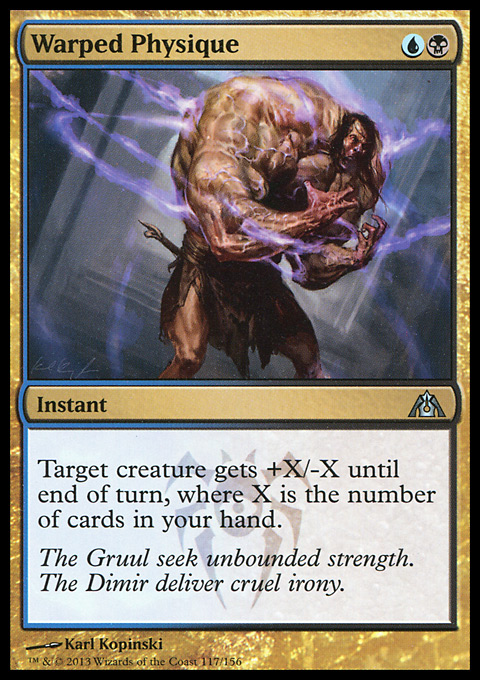 Warped Physique
Instant
Target creature gets +X/-X until
end of turn, where X is the number
of cards in your hand.
The Gruul seek unbounded strength.
The Dimir deliver cruel irony.
Karl Kopinski
™ & © 2013 Wizards of the Coast 117/156